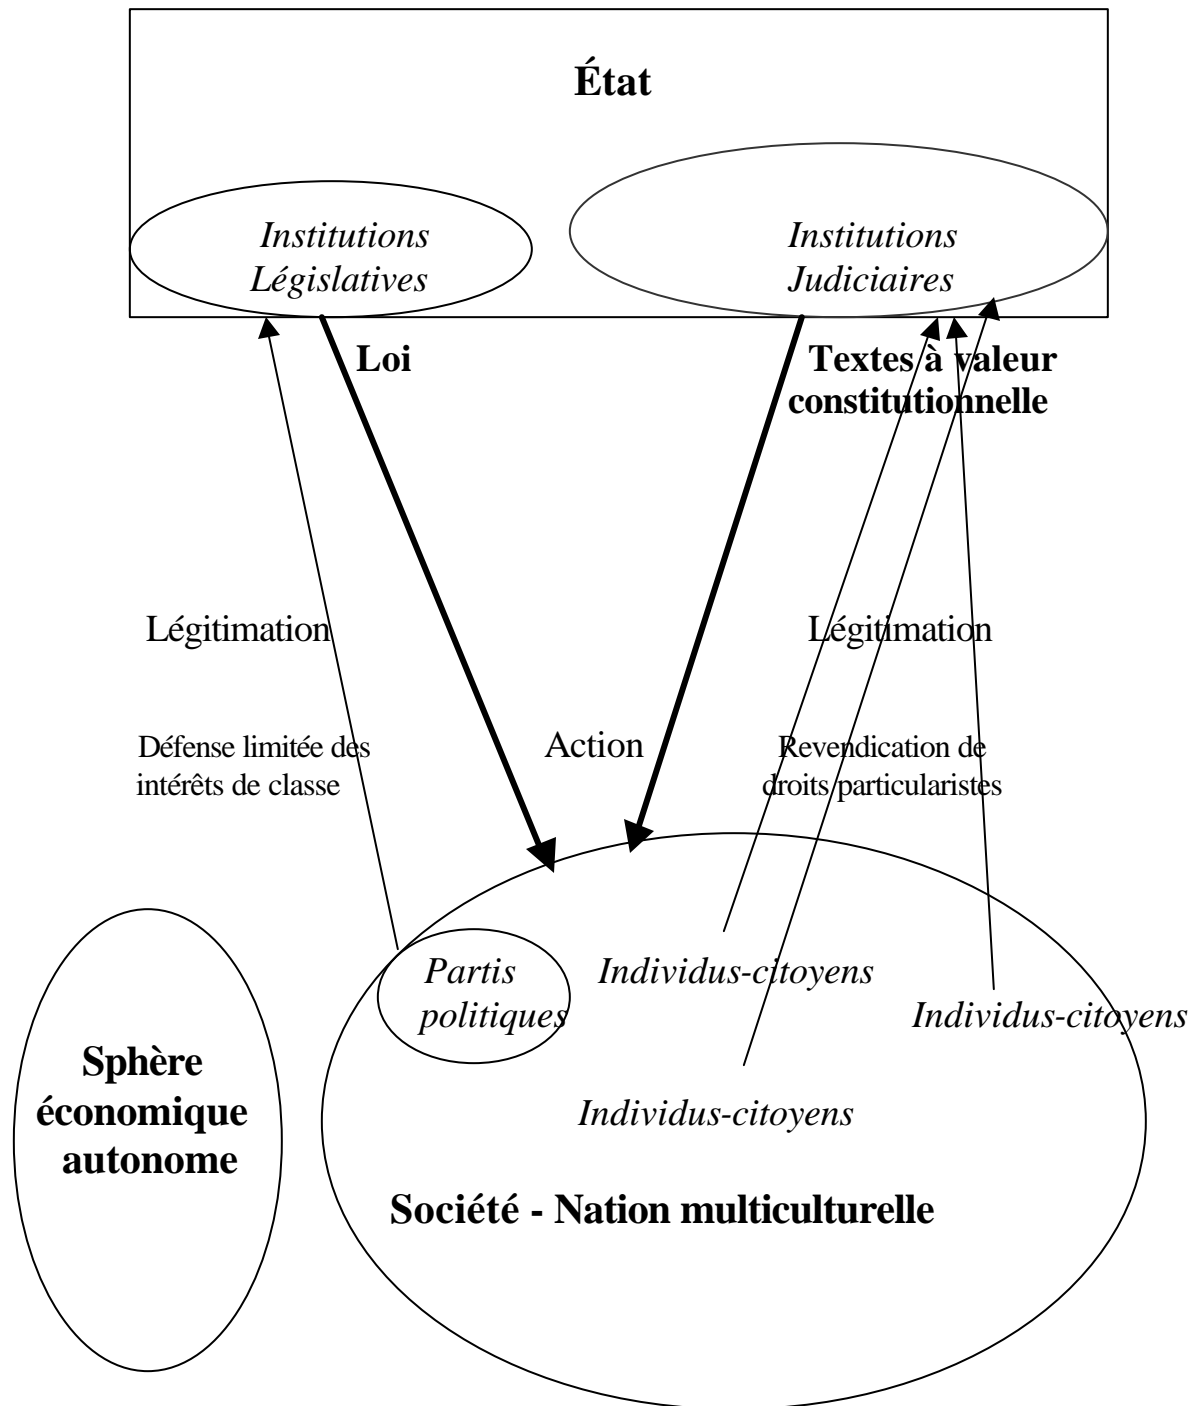 État
Institutions
Législatives
Institutions
Judiciaires
Loi
Textes à valeur
constitutionnelle
Légitimation
Légitimation
Défense limitée des
intérêts de classe
Action
Revendication de
droits particularistes
Partis
politiques
Individus-citoyens
Individus-citoyens
Individus-citoyens
Sphère
économique
autonome
Société - Nation multiculturelle